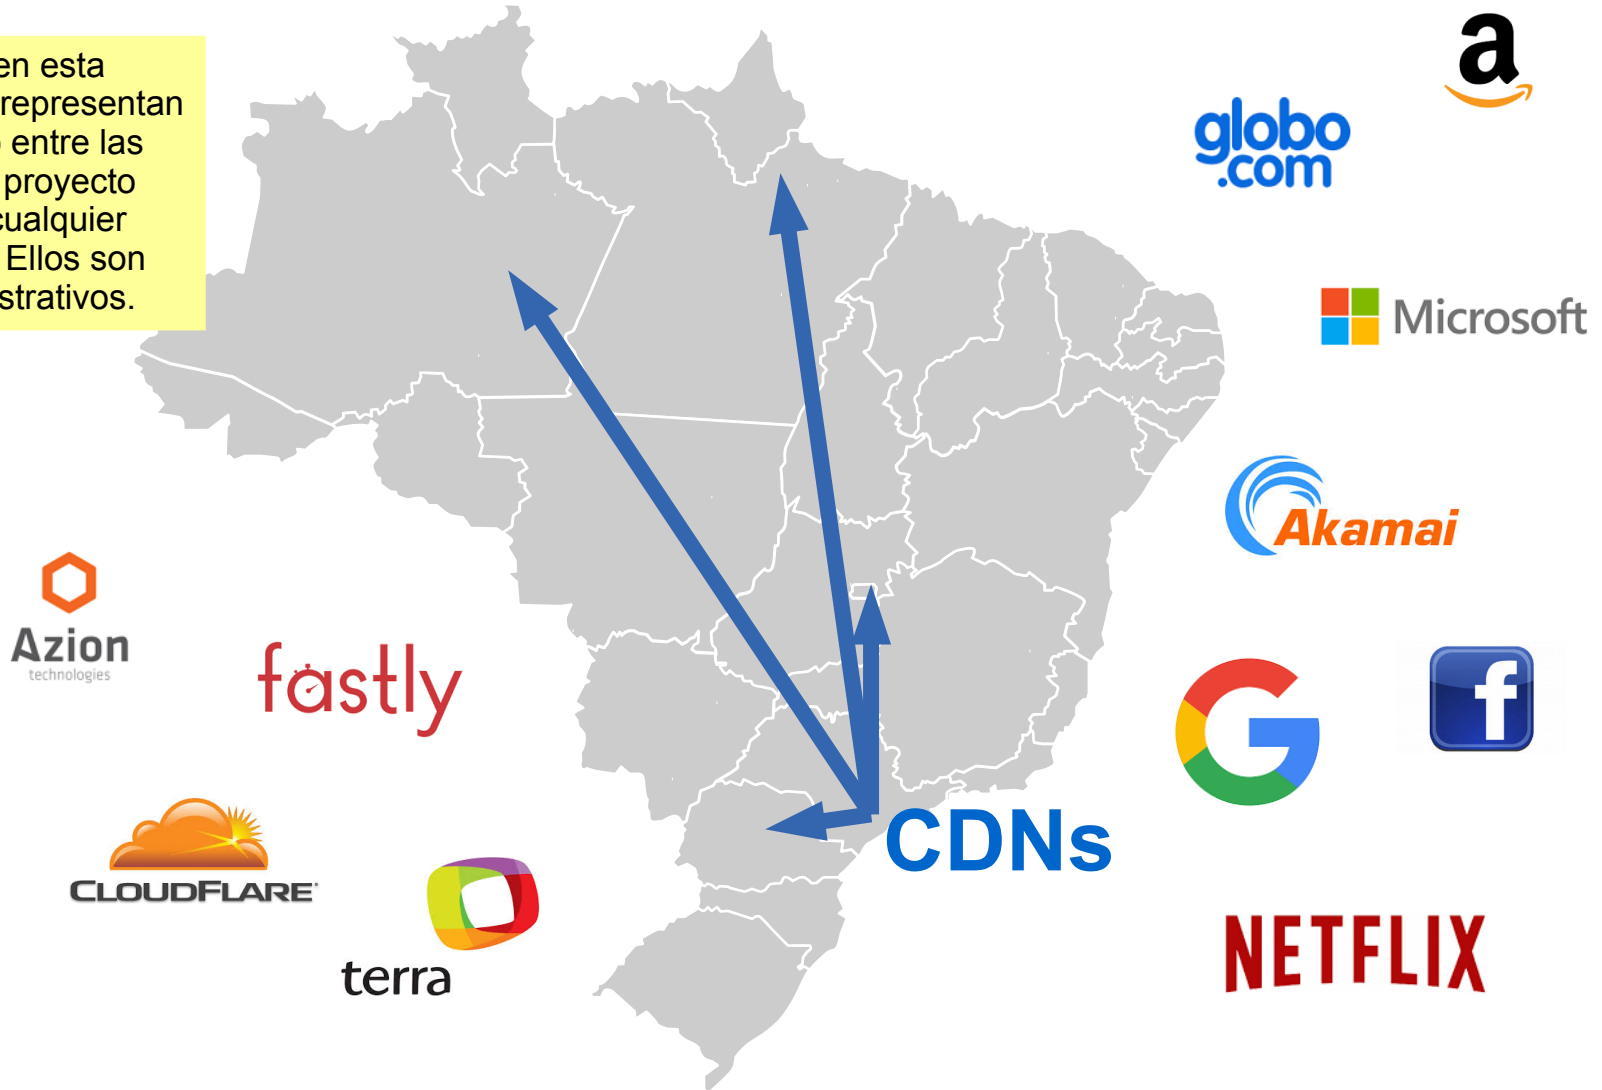 en esta
representan
entre las
proyecto
cualquier
Ellos son
strativos.
a
globo
.com
Microsoft
Akamai
Azion
technologies
fastly
G
f
CLOUDFLARE
CDNs
terra
NETFLIX